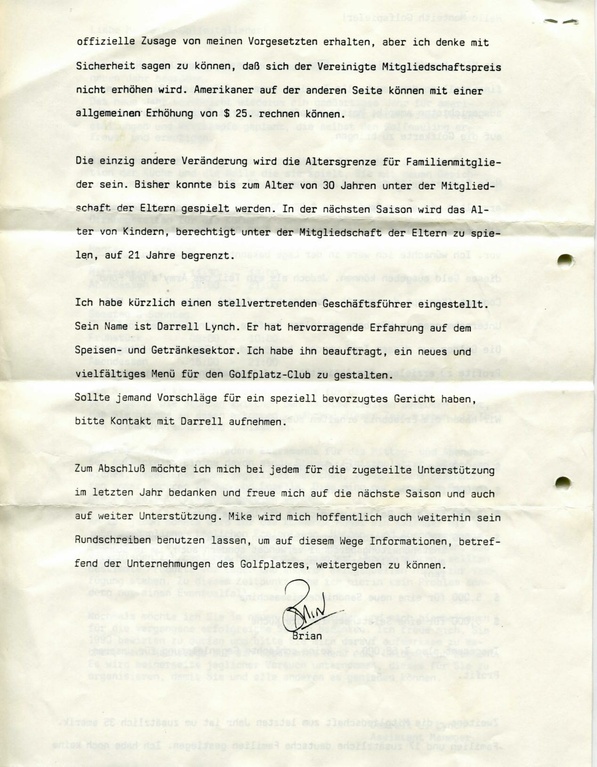 offizielle Zusage von meinen Vorgesetzten erhalten, aber ich denke mit
Sicherheit sagen zu können, daß sich der Vereinigte Mitgliedschaftspreis
nicht erhöhen wird. Amerikaner auf der anderen Seite können mit einer
allgemeinen Erhöhung von $ 25. rechnen können.
Die einzig andere Veränderung wird die Altersgrenze für Familienmitglie-
der sein. Bisher konnte bis zum Alter von 30 Jahren unter der Mitglied-
schaft der Eltern gespielt werden. In der nächsten Saison wird das Al-
ter von Kindern, berechtigt unter der Mitgliedschaft der Eltern zu spie-
len, auf 21 Jahre begrenzt.
Ich habe kürzlich einen stellvertretenden Geschäftsführer eingestellt.
Sein Name ist Darrell Lynch. Er hat hervorragende Erfahrung auf dem
Speisen- und Getränkesektor. Ich habe ihn beauftragt, ein neues und
vielfältiges Menü für den Golfplatz-Club zu gestalten.
Sollte jemand Vorschläge für ein speziell bevorzugtes Gericht haben,
bitte Kontakt mit Darrell aufnehmen.
Zum Abschluß möchte ich mich bei jedem für die zugeteilte Unterstützung
im letzten Jahr bedanken und freue mich auf die nächste Saison und auch
auf weiter Unterstützung. Mike wird mich hoffentlich auch weiterhin sein
Rundschreiben benutzen lassen, um auf diesem Wege Informationen, betref-
fend der Unternehmungen des Golfplatzes, weitergeben zu können.
Brian
Brian